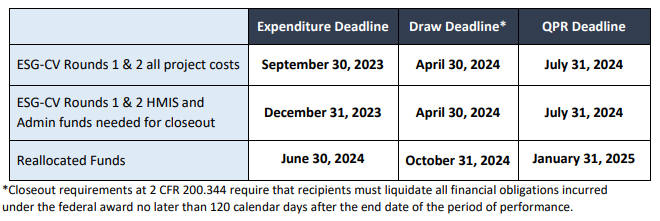 Expenditure Deadline Draw Deadline* QPR Deadline
ESG-CV Rounds 1 & 2 all project costs September 30, 2023 April 30, 2024 July 31, 2024
ESG-CV Rounds 1 & 2 HMIS and
Admin funds needed for closeout December 31, 2023 April 30, 2024 July 31, 2024
Reallocated Funds June 30, 2024 October 31, 2024 January 31, 2025
*Closeout requirements at 2 CFR 200.344 require that recipients must liquidate all financial obligations incurred
under the federal award no later than 120 calendar days after the end date of the period of performance.